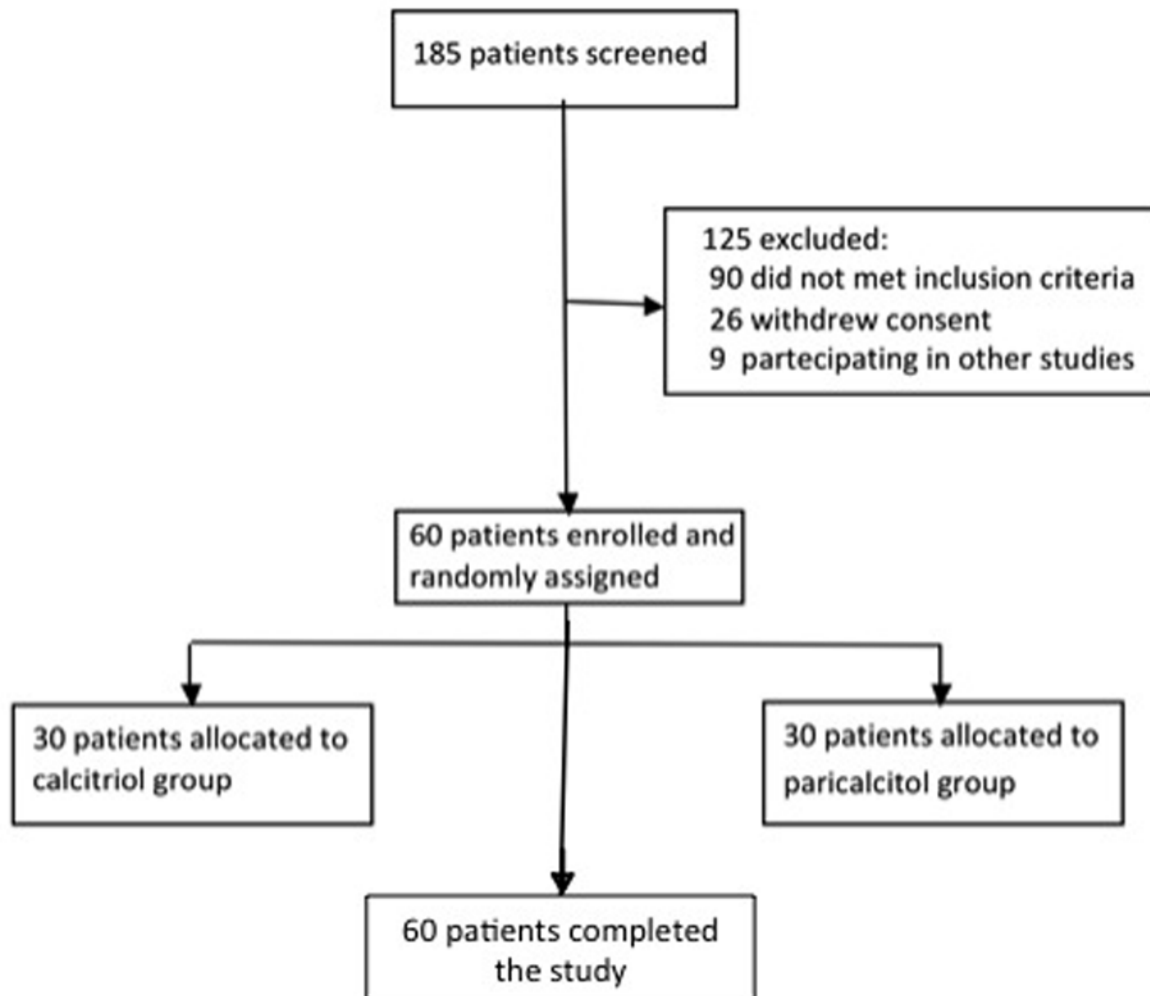 185 patients screened
125 excluded:
90 did not met inclusion criteria
26 withdrew consent
9 partecipating in other studies
60 patients enrolled and
randomly assigned
30 patients allocated to
calcitriol group
30 patients allocated to
paricalcitol group
60 patients completed
the study